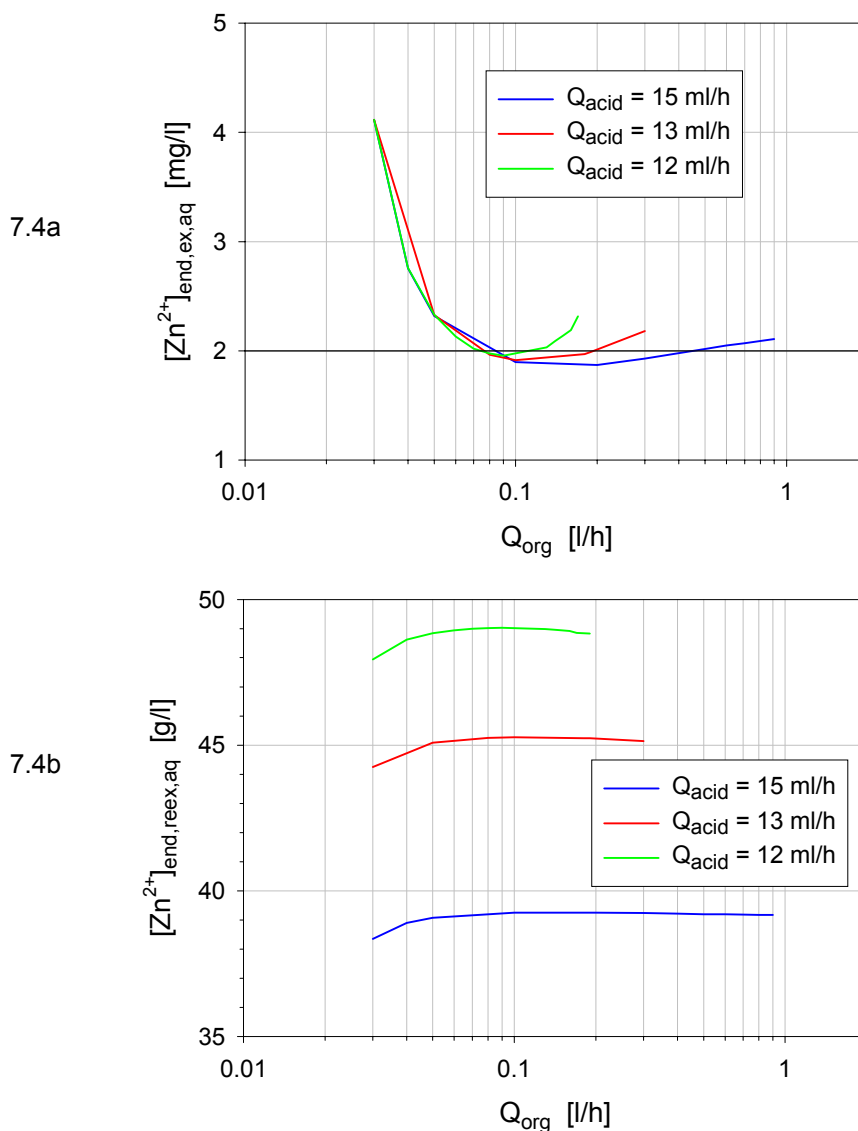 5
4
3
2
1
[Zn2+]end,ex,aq [mg/l]
7.4a
Qacid = 15 ml/h
Qacid = 13 ml/h
Qacid = 12 ml/h
0.01 0.1 1
Qorg [l/h]
50
45
40
35
[Zn2+]end,reex,aq [g/l]
7.4b
Qacid = 15 ml/h
Qacid = 13 ml/h
Qacid = 12 ml/h
0.01 0.1 1
Qorg [l/h]